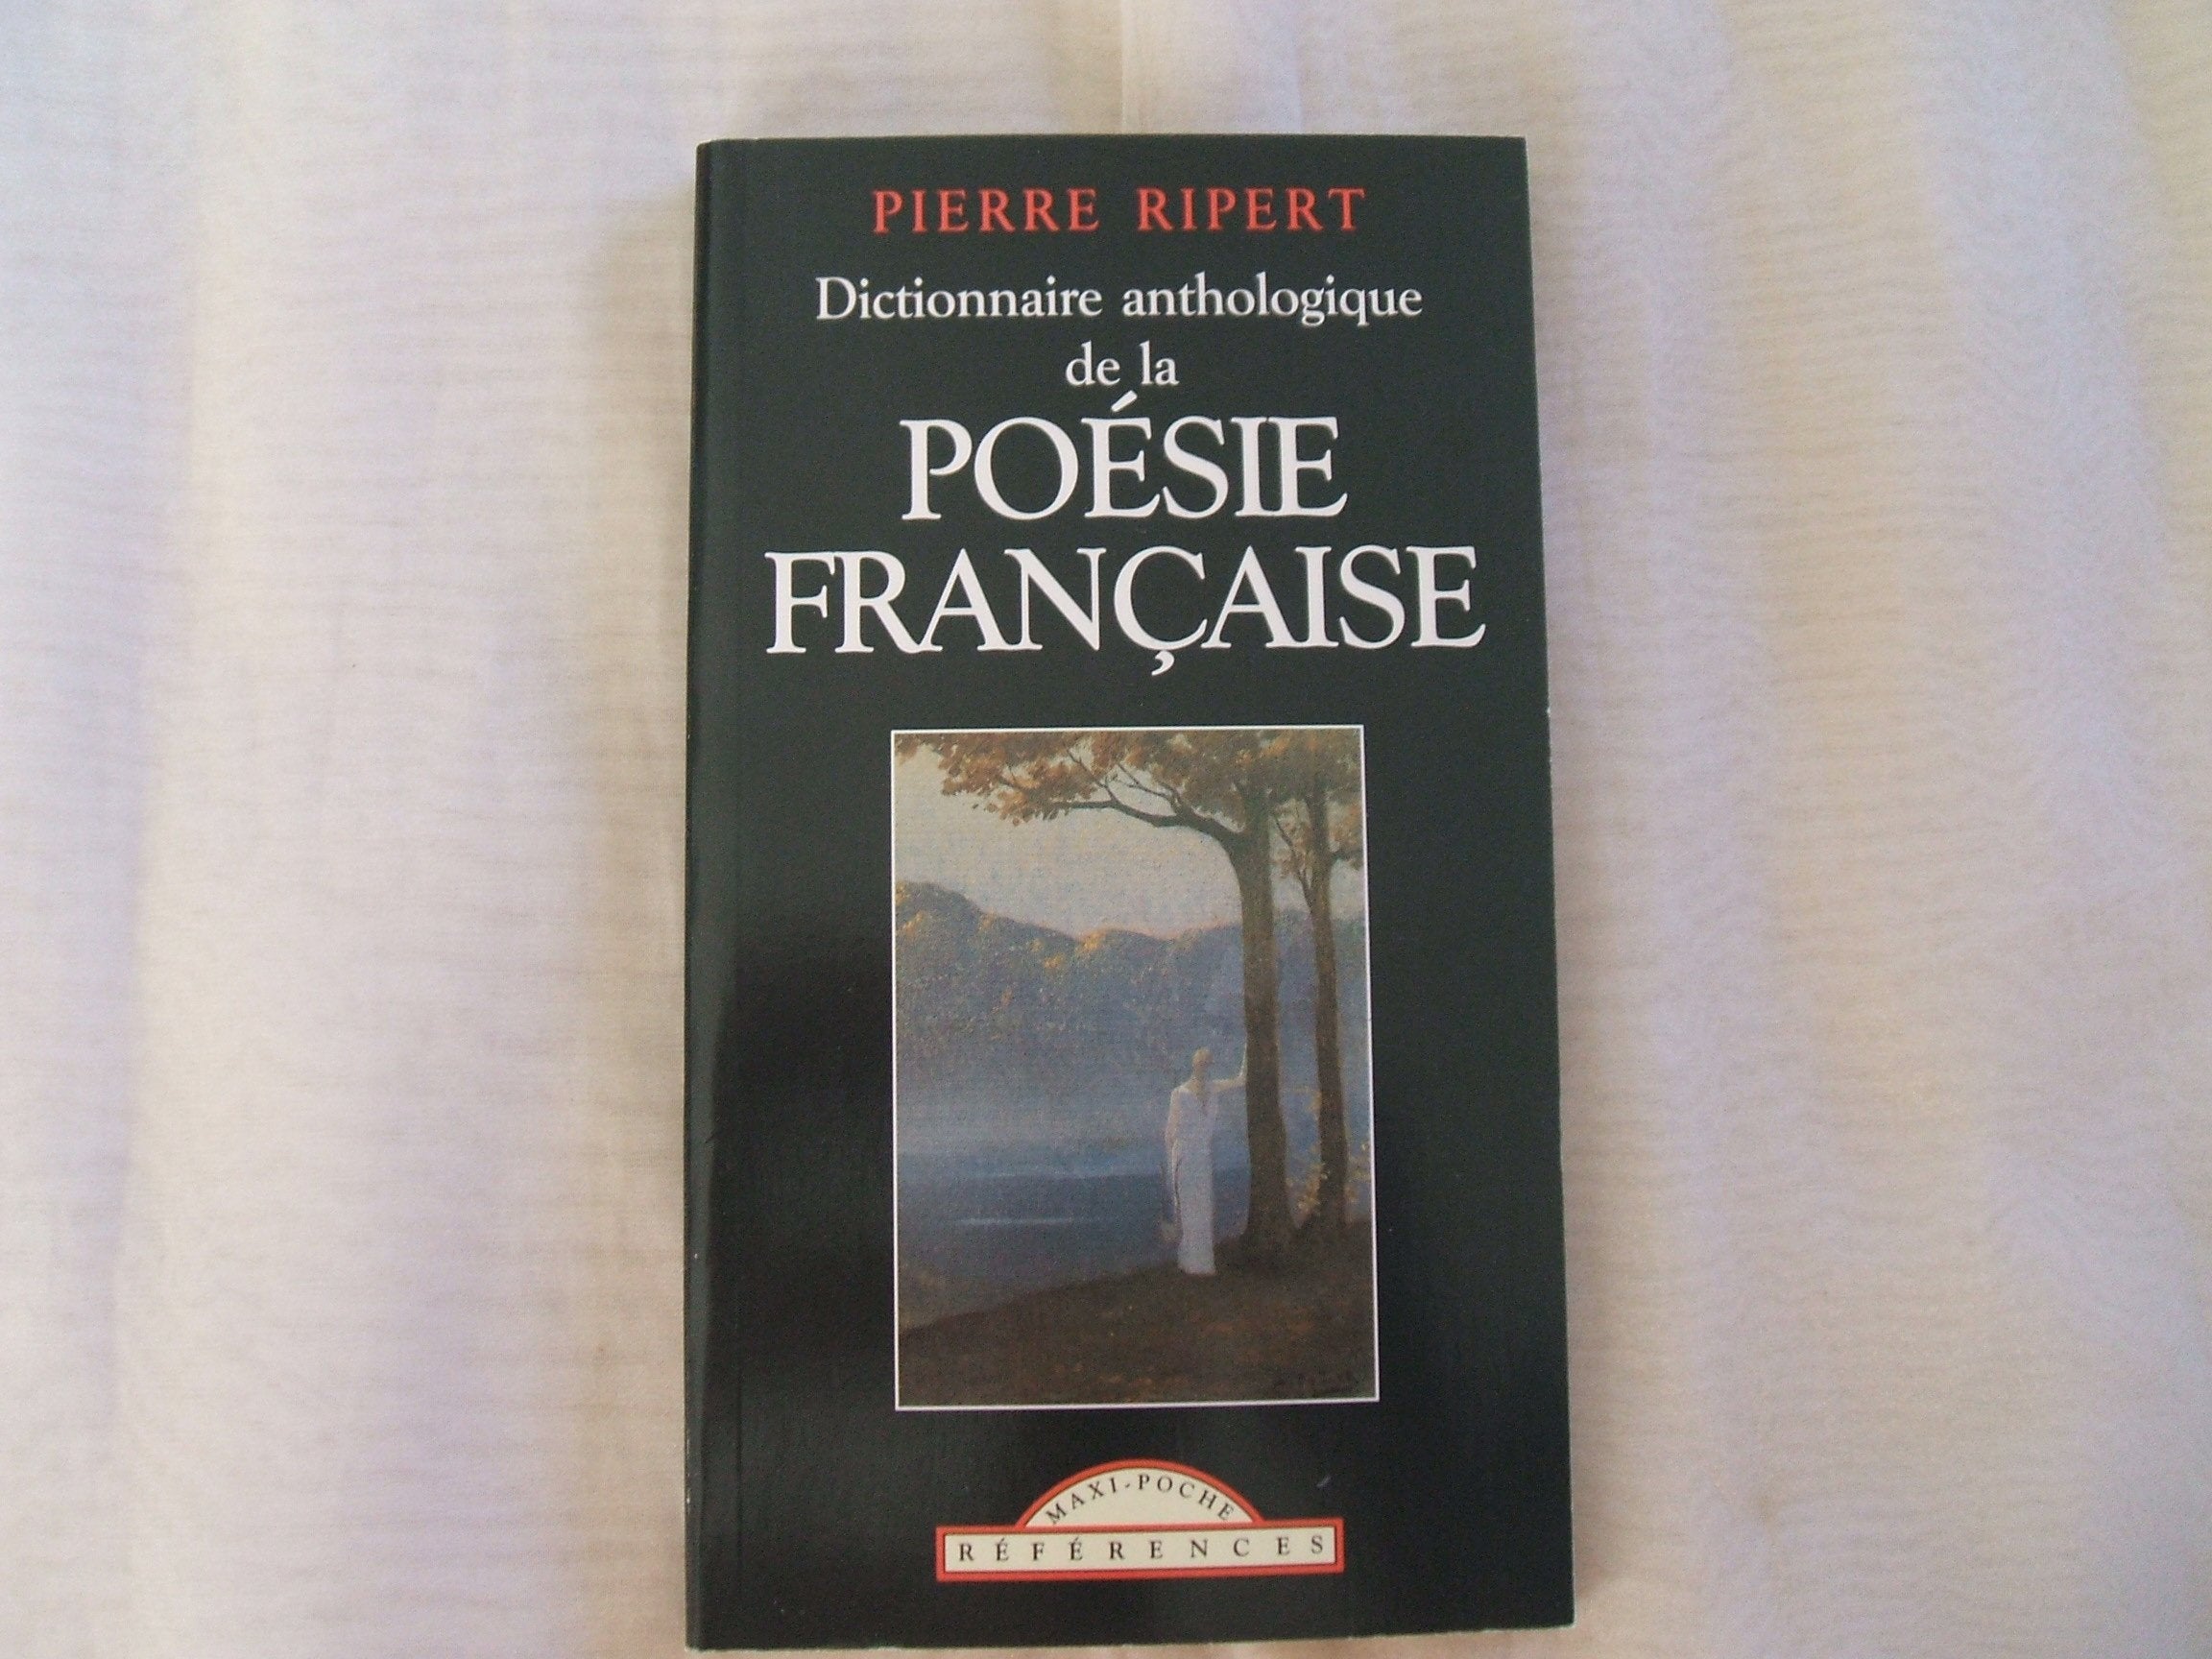 PIERRE RIPERT
Dictionnaire anthologique
de la
POÉSIE
FRANÇAISE
MAXI-POCHE
RÉFÉRENCES